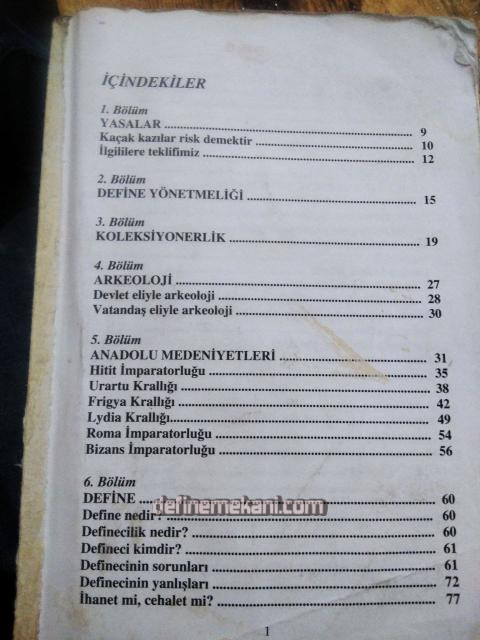 İÇİNDEKİLER
1. Bölüm
YASALAR ........ 9
Kaçak kazılar risk demektir ........ 10
İlgililere teklifimiz ........ 12
2. Bölüm
DEFİNE YÖNETMELİĞİ ........ 15
3. Bölüm
KOLEKSİYONERLİK ........ 19
4. Bölüm
ARKEOLOJİ ........ 27
Devlet eliyle arkeoloji ........ 28
Vatandaş eliyle arkeoloji ........ 30
5. Bölüm
ANADOLU MEDENİYETLERİ ........ 31
Hitit İmparatorluğu ........ 35
Urartu Krallığı ........ 38
Frigya Krallığı ........ 42
Lydia Krallığı ........ 49
Roma İmparatorluğu ........ 54
Bizans İmparatorluğu ........ 56
6. Bölüm
DEFİNE ........ 60
definemekani.com
Define nedir? ........ 60
Definecilik nedir? ........ 60
Defineci kimdir? ........ 61
Definecinin sorunları ........ 61
Definecinin yanlışları ........ 72
İhanet mi, cehalet mi? ........ 77
1